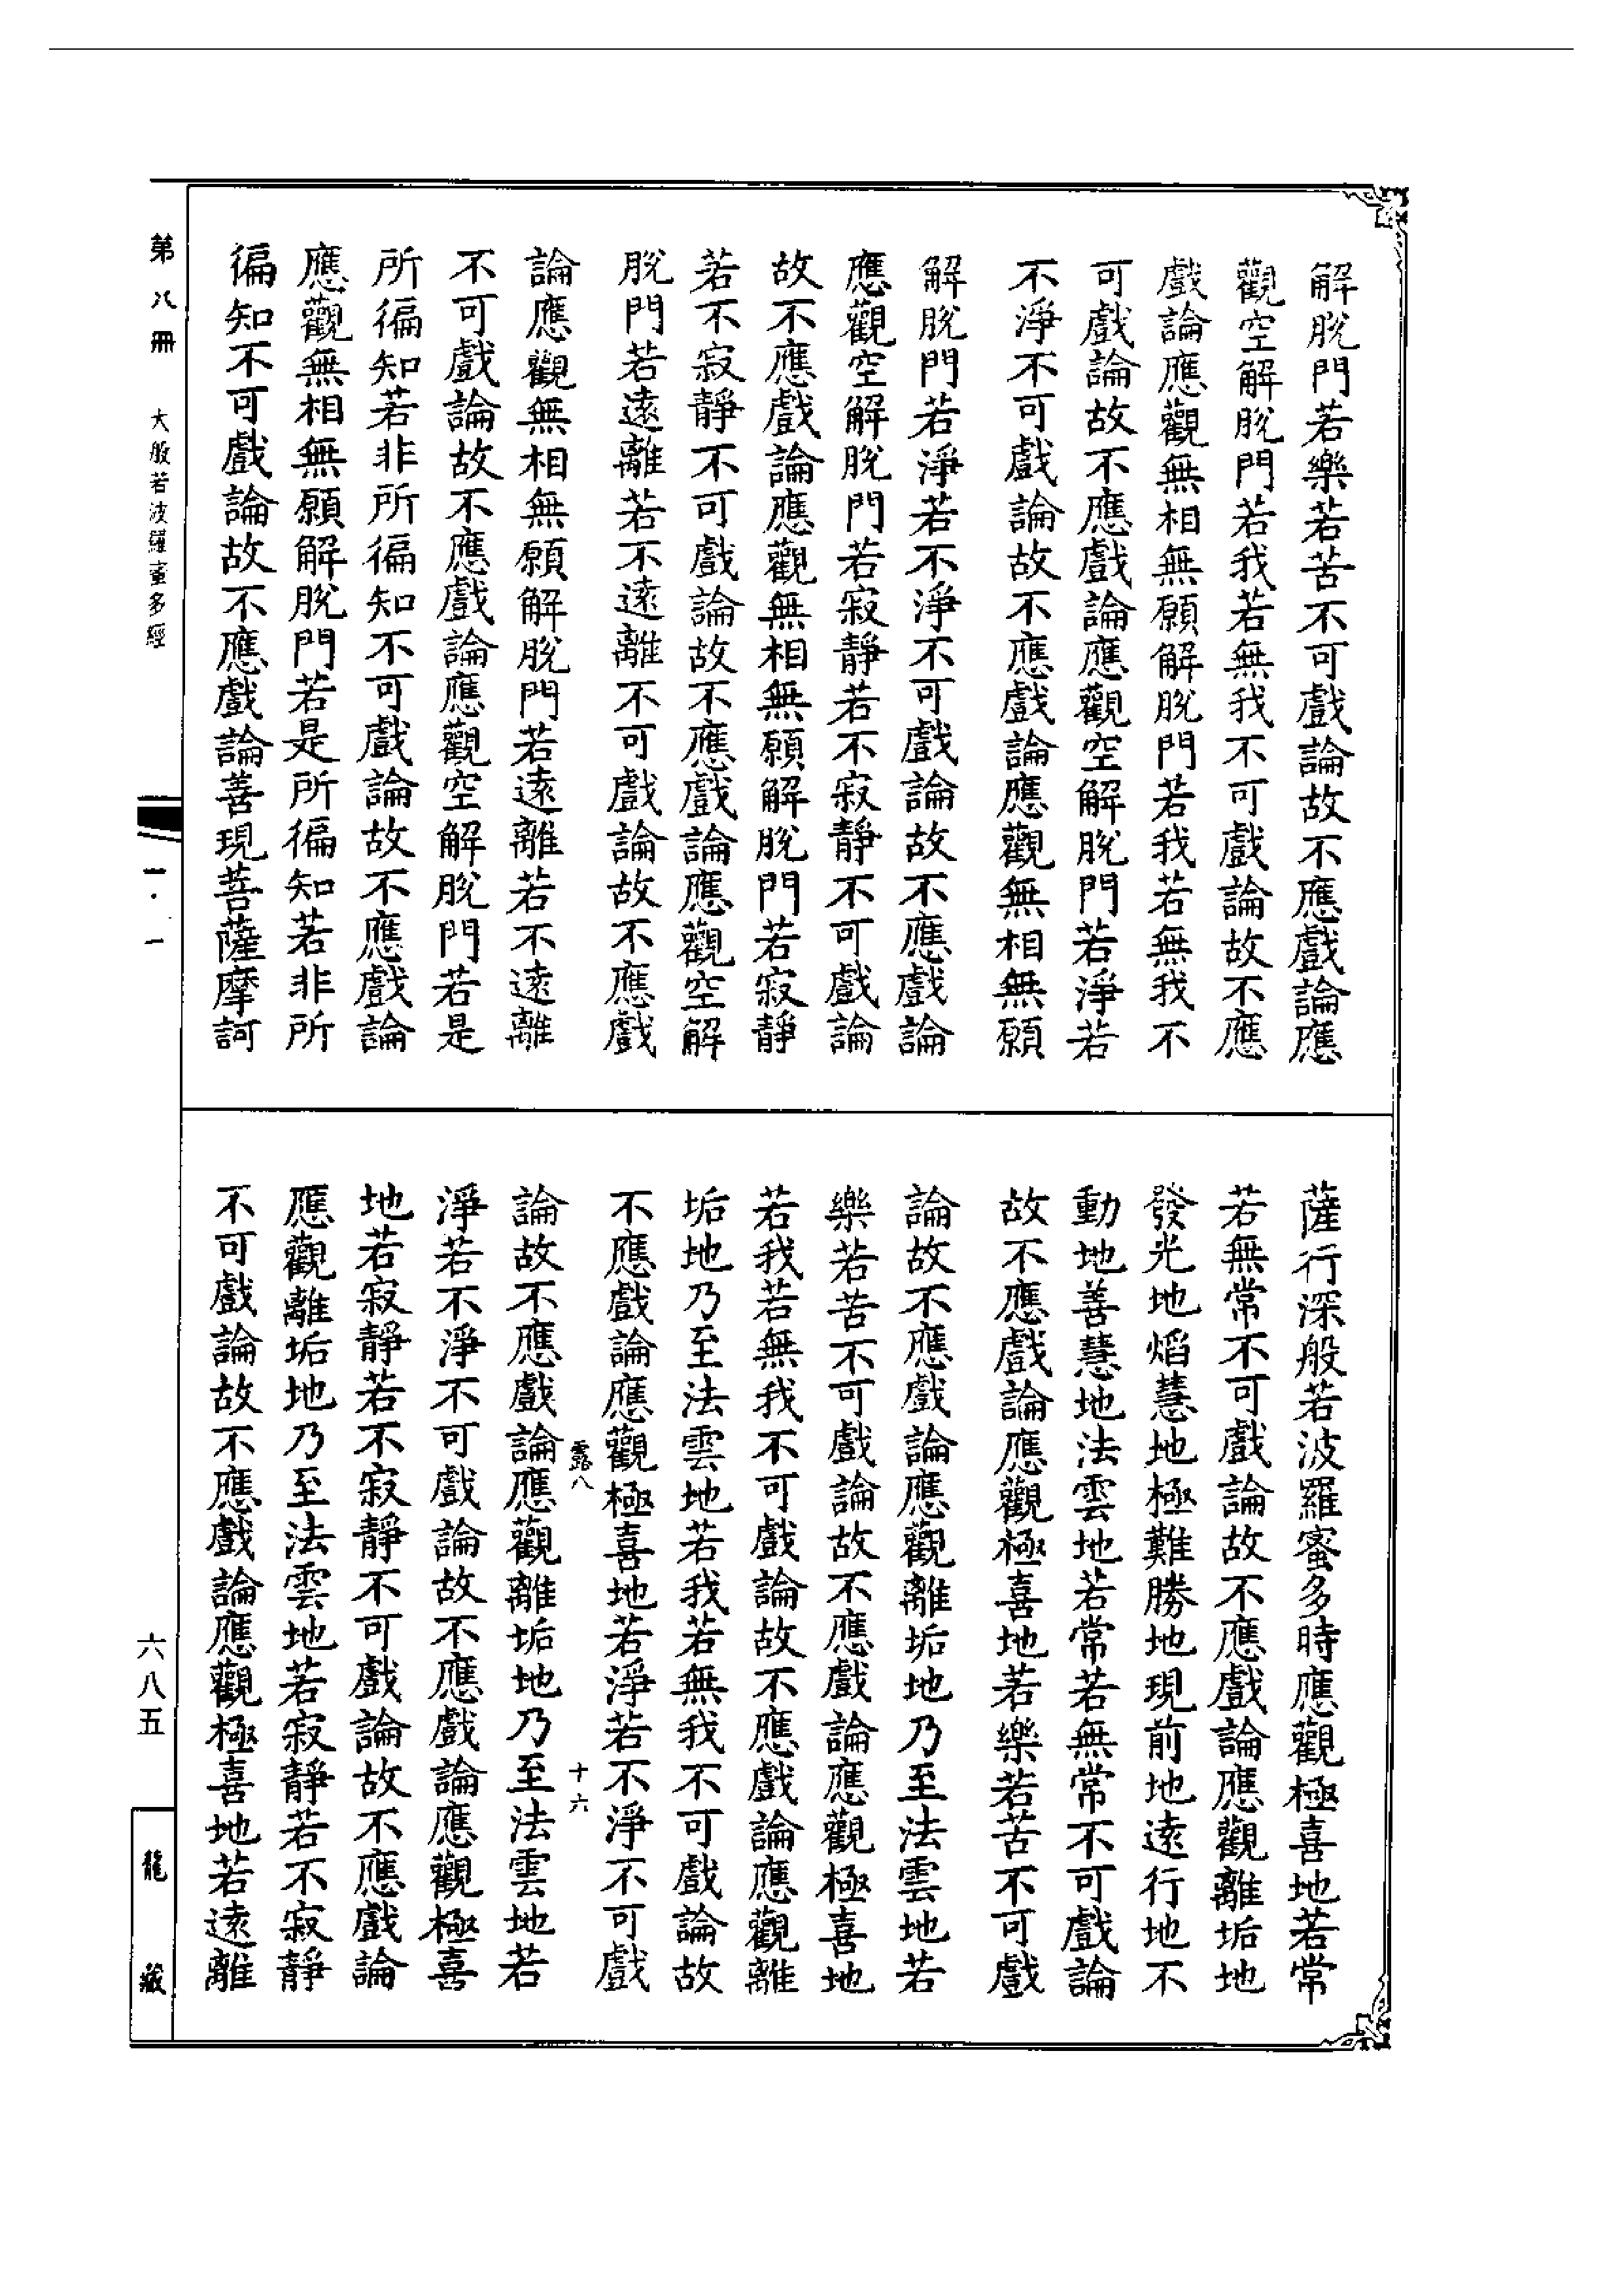 解脫門若樂若苦不可戲論故不應戲論應
觀空解脫門若我若無我不可戲論故不應
戲論應觀無相無願解脫門若我若無我不
可戲論故不應戲論應觀空解脫門若淨若
不淨不可戲論故不應戲論應觀無相無願
解脫門若淨若不淨不可戲論故不應戲論
應觀空解脫門若寂靜若不寂靜不可戲論
故不應戲論應觀無相無願解脫門若寂靜
若不寂靜不可戲論故不應戲論應觀空解
脫門若遠離若不遠離不可戲論故不應戲
論應觀無相無願解脫門若遠離若不遠離
不可戲論故不應戲論應觀空解脫門若是
所徧知若非所徧知不可戲論故不應戲論
應觀無相無願解脫門若是所徧知若非所
徧知不可戲論故不應戲論善現菩薩摩訶
薩行深般若波羅蜜多時應觀極喜地若常
若無常不可戲論故不應戲論應觀離垢地
發光地焰慧地極難勝地現前地遠行地不
動地善慧地法雲地若常若無常不可戲論
故不應戲論應觀極喜地若樂若苦不可戲
論故不應戲論應觀離垢地乃至法雲地若
樂若苦不可戲論故不應戲論應觀極喜地
若我若無我不可戲論故不應戲論應觀離
垢地乃至法雲地若我若無我不可戲論故
不應戲論應觀極喜地若淨若不淨不可戲
露八 十六
論故不應戲論應觀離垢地乃至法雲地若
淨若不淨不可戲論故不應戲論應觀極喜
地若寂靜若不寂靜不可戲論故不應戲論
應觀離垢地乃至法雲地若寂靜若不寂靜
不可戲論故不應戲論應觀極喜地若遠離
第八冊 大般若波羅蜜多經
六八五
龍藏